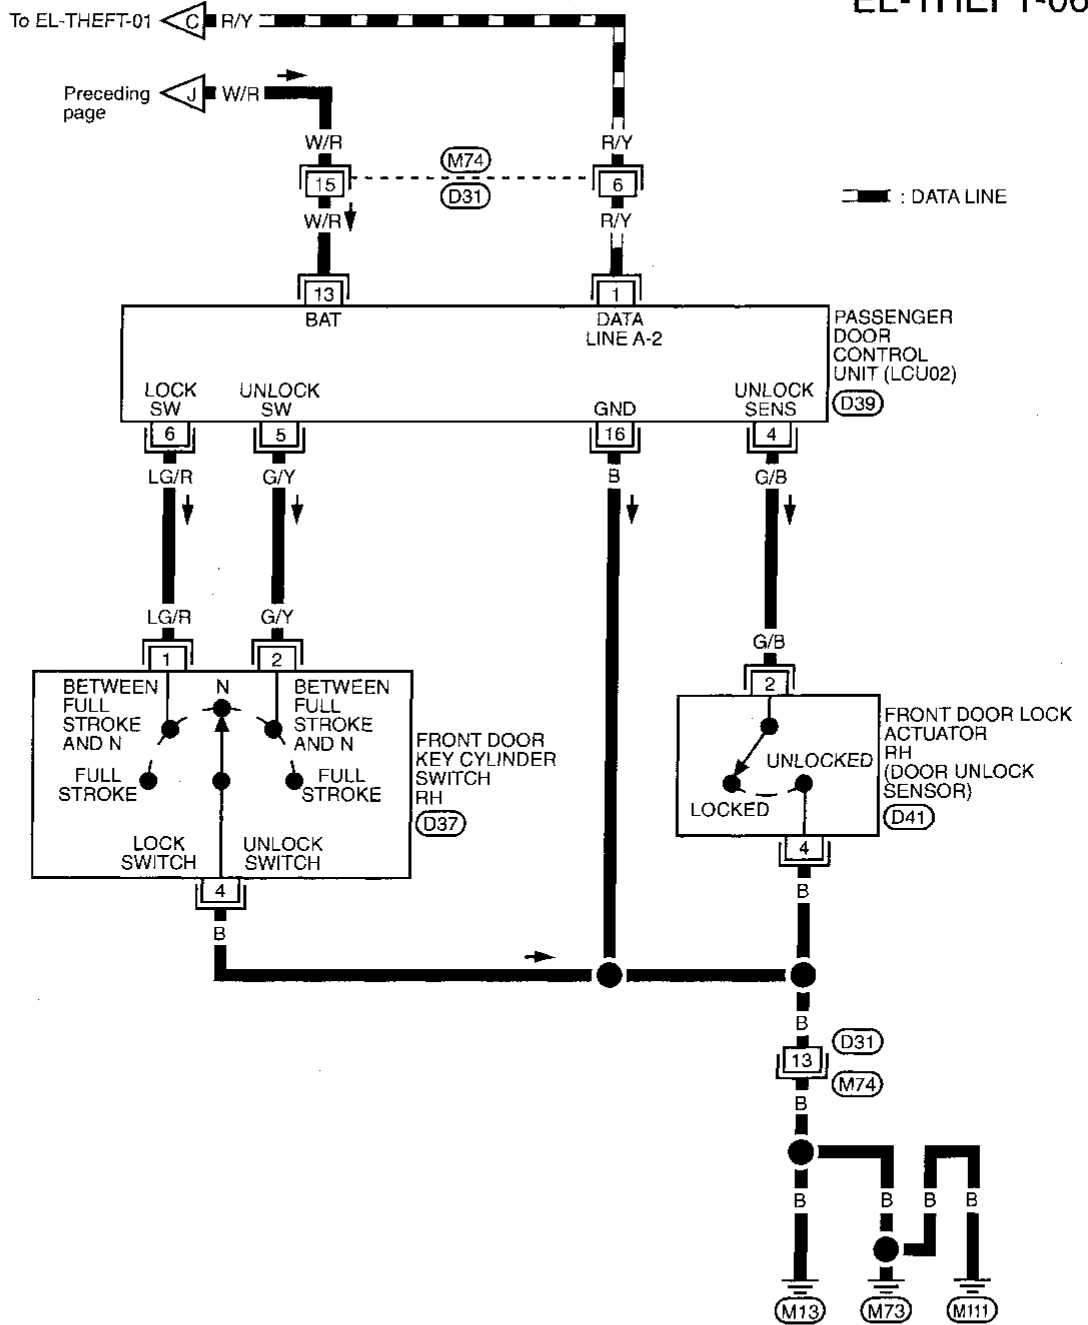 EL-THEFT-06
To EL-THEFT-01 C R/Y
Preceding
page
J W/R
W/R
R/Y
M74
15
6
D31
W/R
R/Y
: DATA LINE
13
1
BAT
DATA
LINE A-2
PASSENGER
DOOR
CONTROL
UNIT (LCU02)
D39
LOCK
SW
UNLOCK
SW
GND
UNLOCK
SENS
6
5
16
4
LG/R
G/Y
B
G/B
LG/R
G/Y
G/B
1
2
2
BETWEEN
FULL
STROKE
AND N
N
BETWEEN
FULL
STROKE
AND N
FULL
STROKE
FULL
STROKE
LOCK
SWITCH
UNLOCK
SWITCH
FRONT DOOR
KEY CYLINDER
SWITCH
RH
D37
UNLOCKED
LOCKED
FRONT DOOR LOCK
ACTUATOR
RH
(DOOR UNLOCK
SENSOR)
D41
4
4
B
B
B
13
D31
M74
B
B
B
B
B
M13
M73
M111